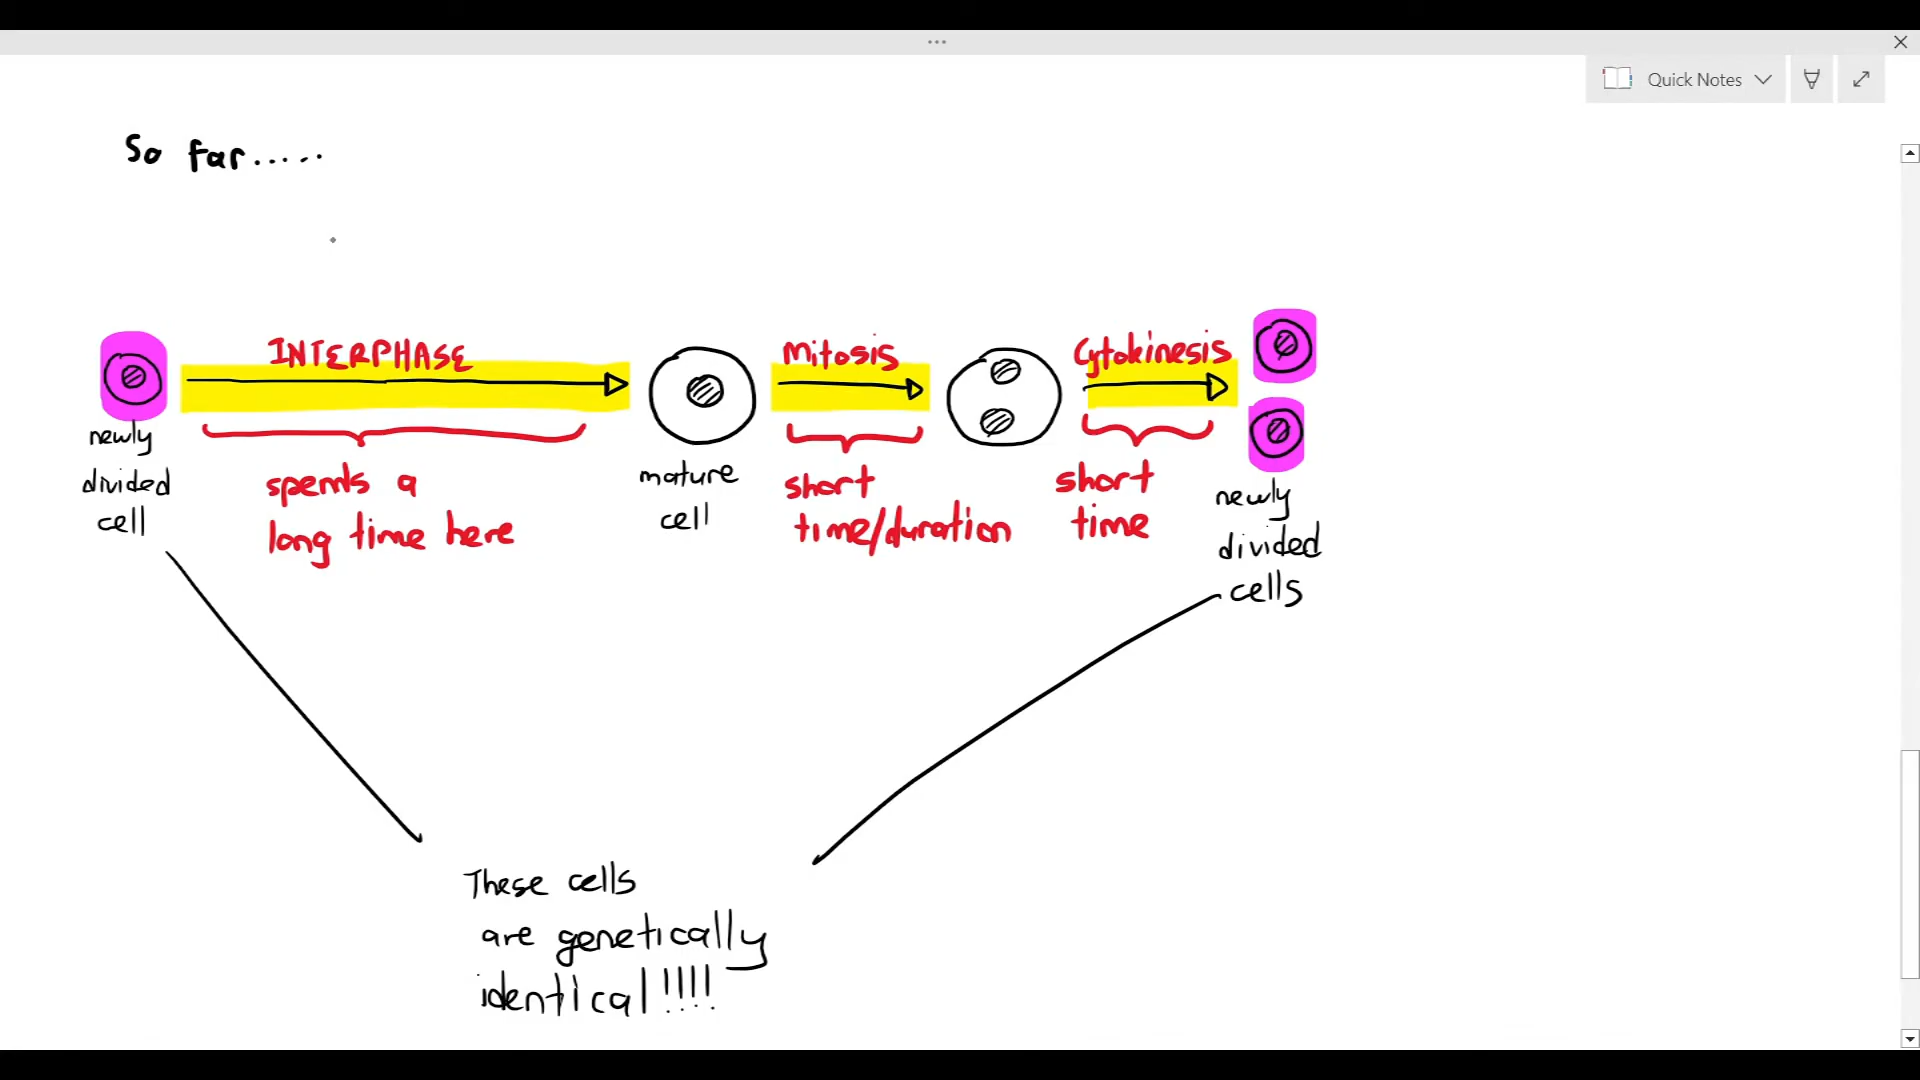 Quick Notes
So far.....
INTERPHASE
Mitosis
Cytokinesis
newly
divided
cell
spends a
long time here
mature
cell
short
time/duration
short
time
newly
divided
cells
These cells
are genetically
identical!!!!